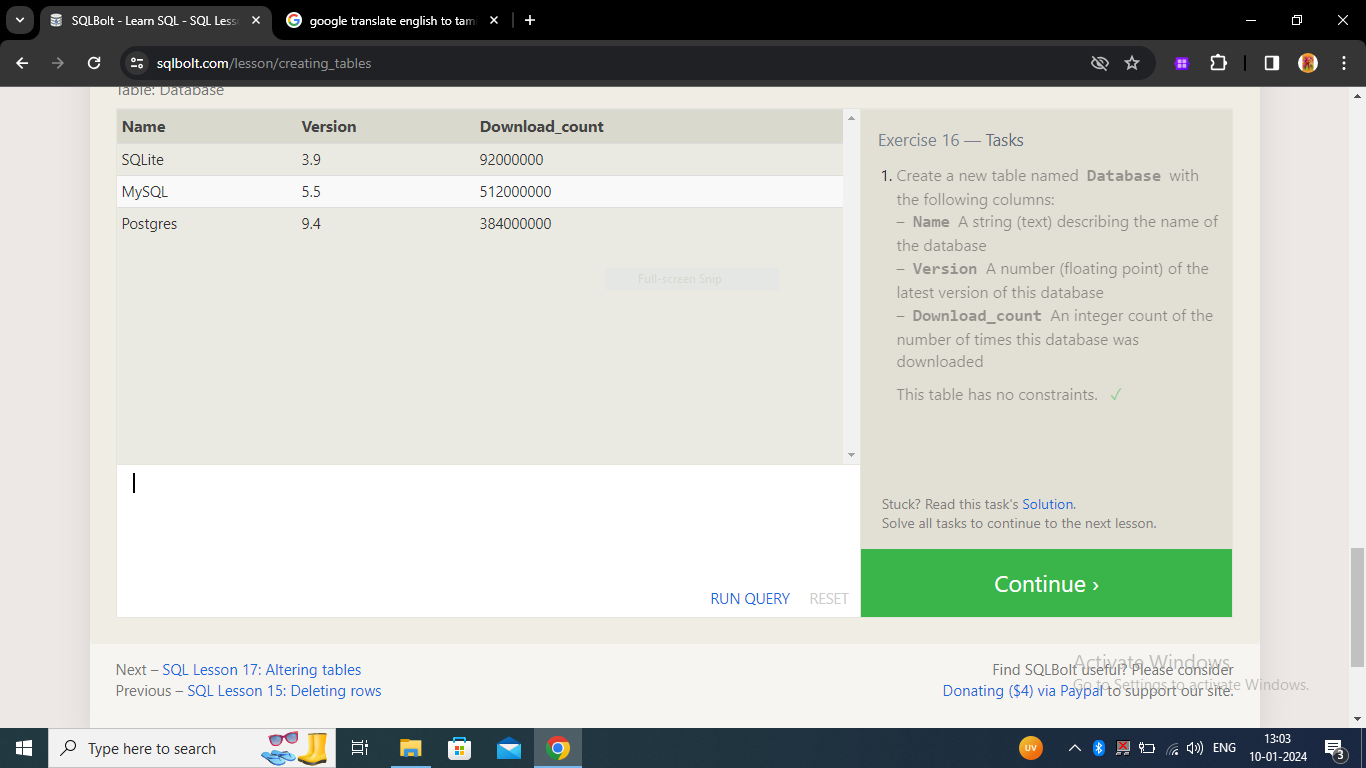 SQLBolt - Learn SQL - SQL Less
google translate english to tam
sqlbolt.com/lesson/creating_tables
Table: Database
Name Version Download_count
SQLite 3.9 92000000
MySQL 5.5 512000000
Postgres 9.4 384000000
Full-screen Snip
RUN QUERY RESET
Exercise 16 — Tasks
1. Create a new table named Database with
the following columns:
– Name A string (text) describing the name of
the database
– Version A number (floating point) of the
latest version of this database
– Download_count An integer count of the
number of times this database was
downloaded
This table has no constraints. ✓
Stuck? Read this task's Solution.
Solve all tasks to continue to the next lesson.
Continue ›
Next – SQL Lesson 17: Altering tables
Previous – SQL Lesson 15: Deleting rows
Find SQLBolt useful? Please consider
Donating ($4) via Paypal to support our site.
Activate Windows
Go to Settings to activate Windows.
Type here to search
UV
ENG
13:03
10-01-2024
3